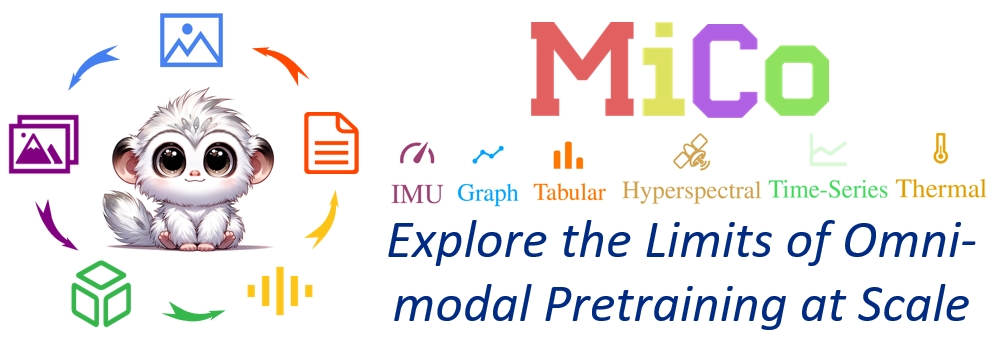 MiCo
IMU Graph Tabular Hyperspectral Time-Series Thermal
Explore the Limits of Omni-
modal Pretraining at Scale